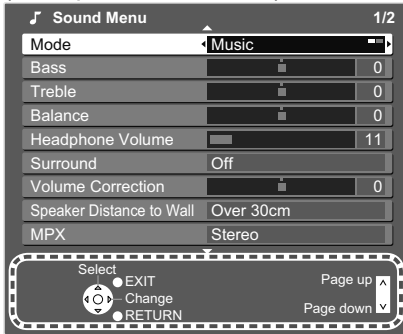 Sound Menu 1/2
Mode Music
Bass 0
Treble 0
Balance 0
Headphone Volume 11
Surround Off
Volume Correction 0
Speaker Distance to Wall Over 30cm
MPX Stereo
Select
EXIT
Page up
Change
Page down
RETURN